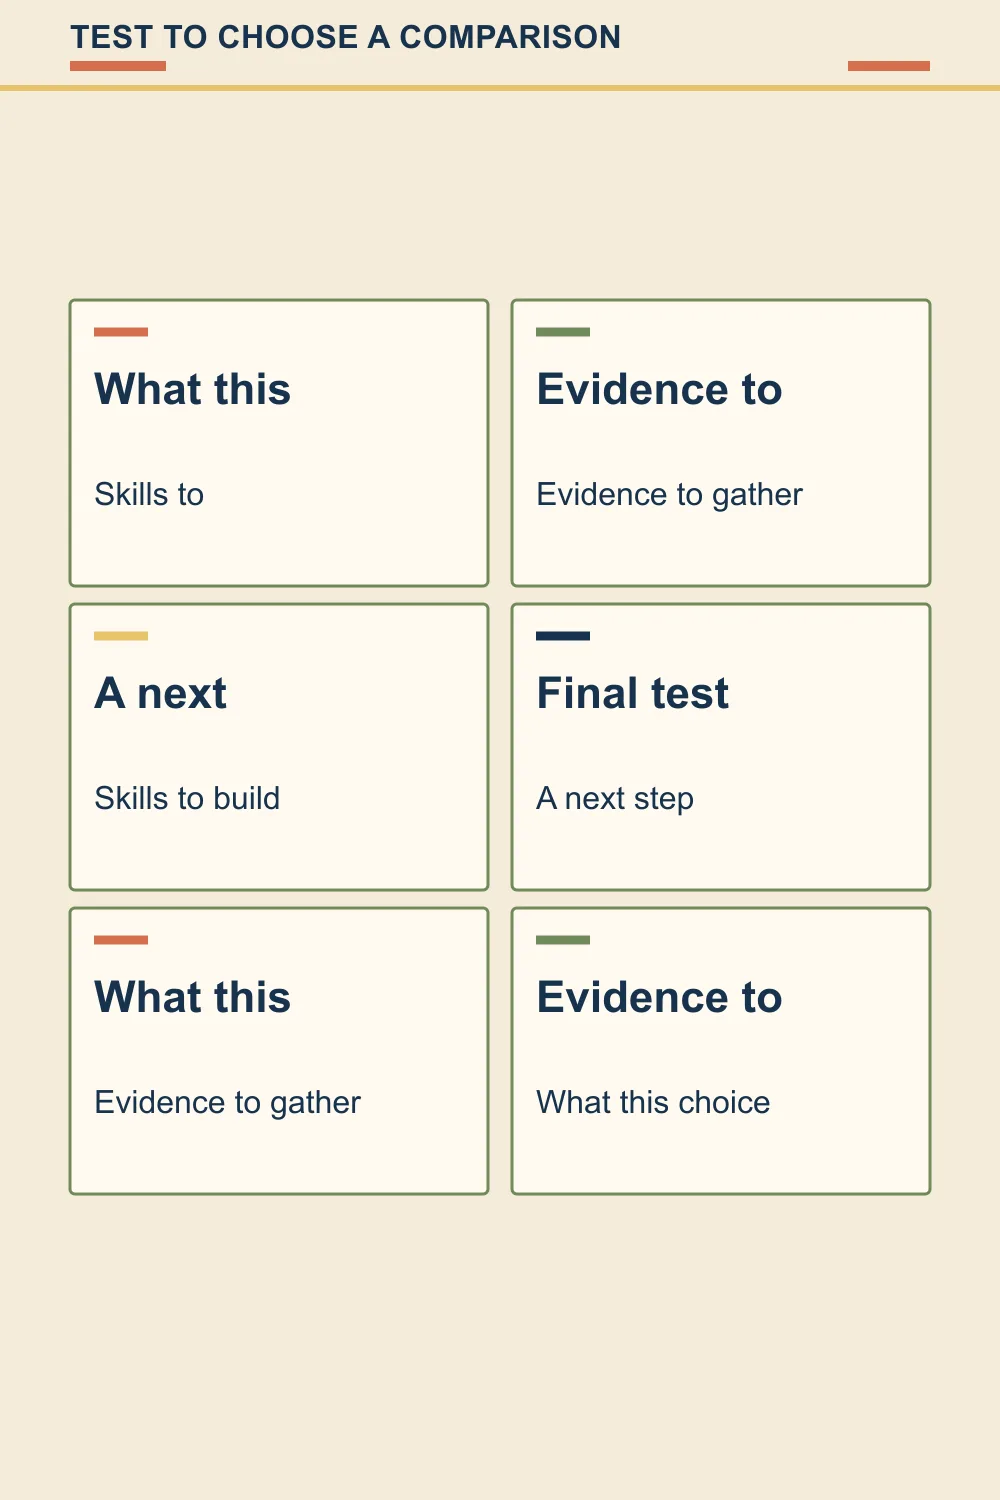 TEST TO CHOOSE A COMPARISON
What this
Skills to
Evidence to
Evidence to gather
A next
Skills to build
Final test
A next step
What this
Evidence to gather
Evidence to
What this choice